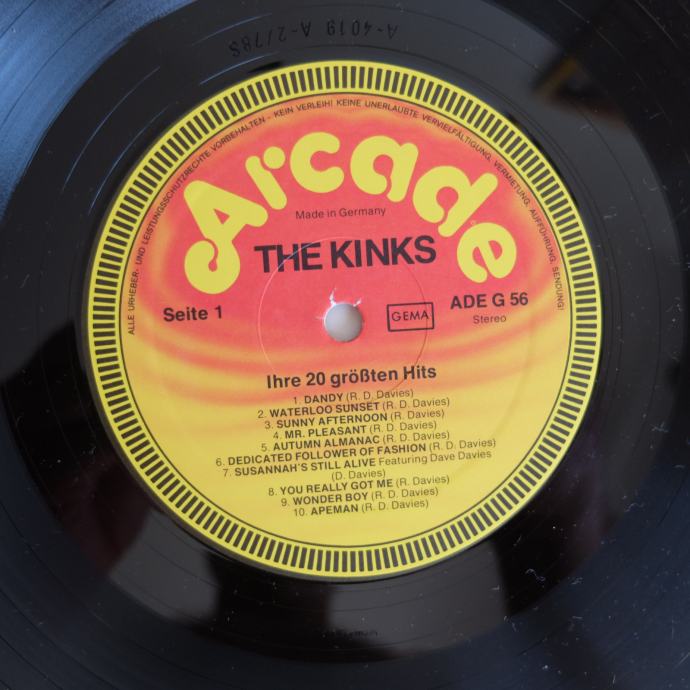 A-4019 A-2/78S
ALLE URHEBER- UND LEISTUNGSSCHUTZRECHTE VORBEHALTEN - KEIN VERLEIH! KEINE UNERLAUBTE VERVIELFÄLTIGUNG, VERMIETUNG, AUFFÜHRUNG, SENDUNG!
Arcade
Made in Germany
THE KINKS
Seite 1
GEMA
ADE G 56
Stereo
Ihre 20 größten Hits
1. DANDY (R. D. Davies)
2. WATERLOO SUNSET (R. D. Davies)
3. SUNNY AFTERNOON (R. D. Davies)
4. MR. PLEASANT (R. D. Davies)
5. AUTUMN ALMANAC (R. D. Davies)
6. DEDICATED FOLLOWER OF FASHION (R. D. Davies)
7. SUSANNAH'S STILL ALIVE Featuring Dave Davies
(D. Davies)
8. YOU REALLY GOT ME (R. Davies)
9. WONDER BOY (R. D. Davies)
10. APEMAN (R. D. Davies)